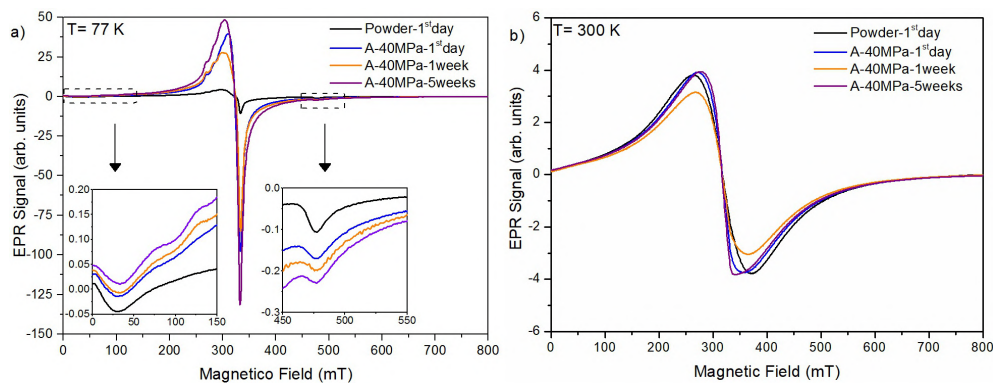 a)
T= 77 K
Powder-1st day
A-40MPa-1st day
A-40MPa-1week
A-40MPa-5weeks
EPR Signal (arb. units)
50
25
0
-25
-50
-75
-100
-125
-150
0.20
0.15
0.10
0.05
0.00
-0.05
0 50 100 150
0.0
-0.1
-0.2
-0.3
450 500 550
0 100 200 300 400 500 600 700 800
Magnetico Field (mT)
b)
T= 300 K
Powder-1st day
A-40MPa-1st day
A-40MPa-1week
A-40MPa-5weeks
EPR Signal (arb. units)
6
4
2
0
-2
-4
-6
0 100 200 300 400 500 600 700 800
Magnetic Field (mT)